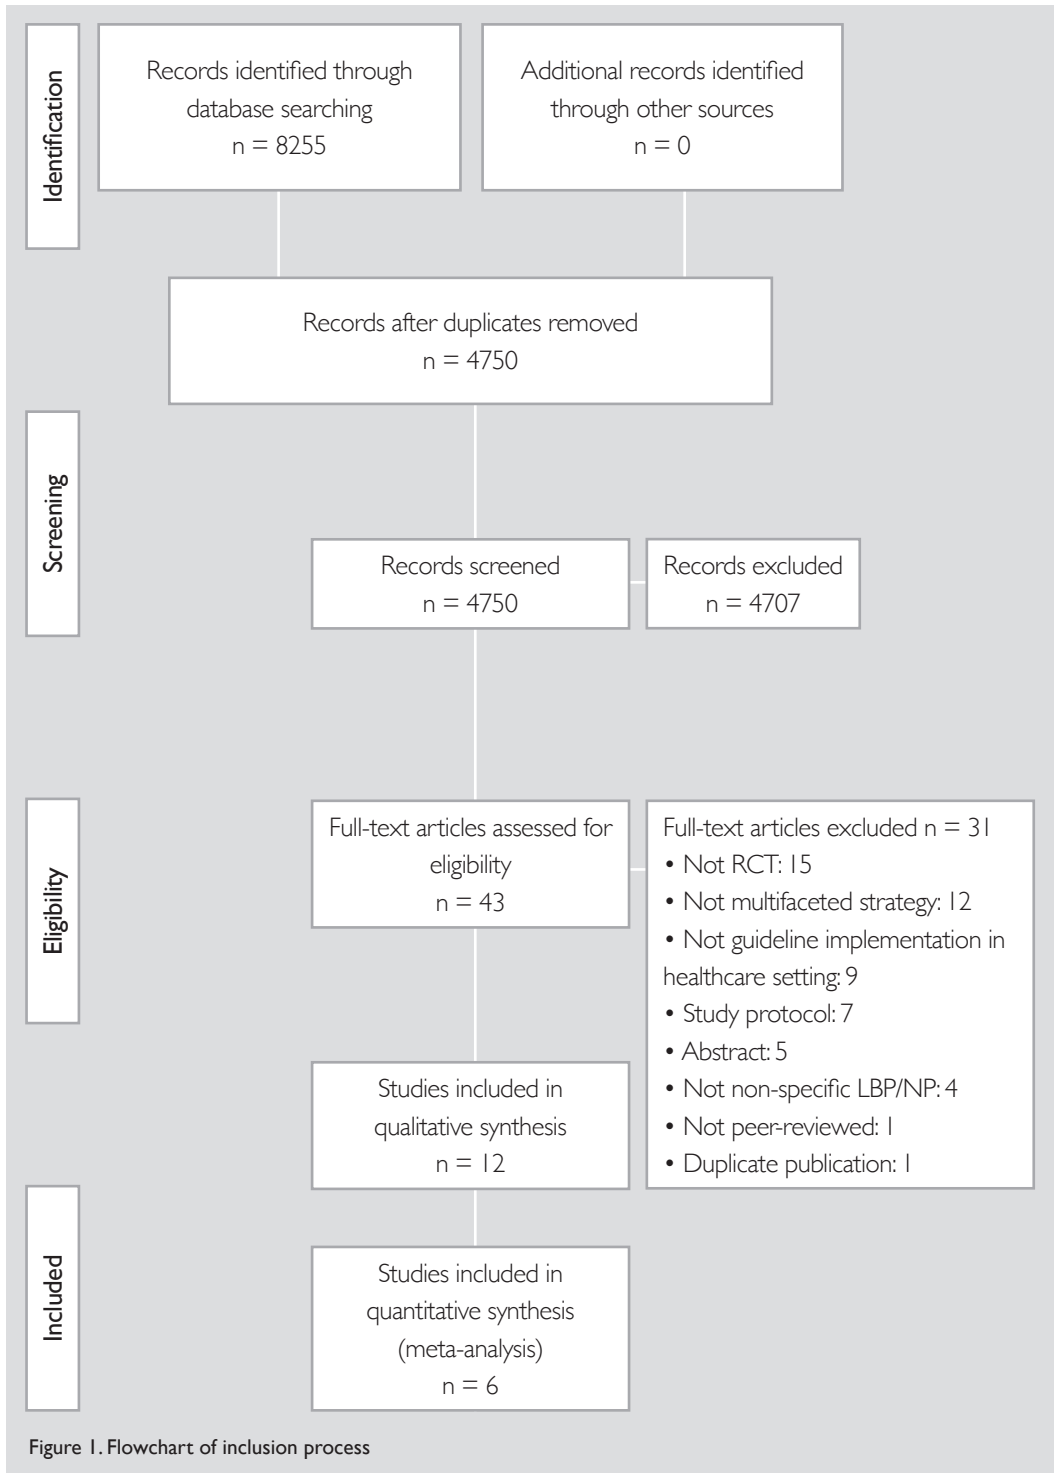 Identification
Records identified through
database searching
n = 8255
Additional records identified
through other sources
n = 0
Records after duplicates removed
n = 4750
Screening
Records screened
n = 4750
Records excluded
n = 4707
Eligibility
Full-text articles assessed for
eligibility
n = 43
Full-text articles excluded n = 31
• Not RCT: 15
• Not multifaceted strategy: 12
• Not guideline implementation in
healthcare setting: 9
• Study protocol: 7
• Abstract: 5
• Not non-specific LBP/NP: 4
• Not peer-reviewed: 1
• Duplicate publication: 1
Studies included in
qualitative synthesis
n = 12
Included
Studies included in
quantitative synthesis
(meta-analysis)
n = 6
Figure 1. Flowchart of inclusion process